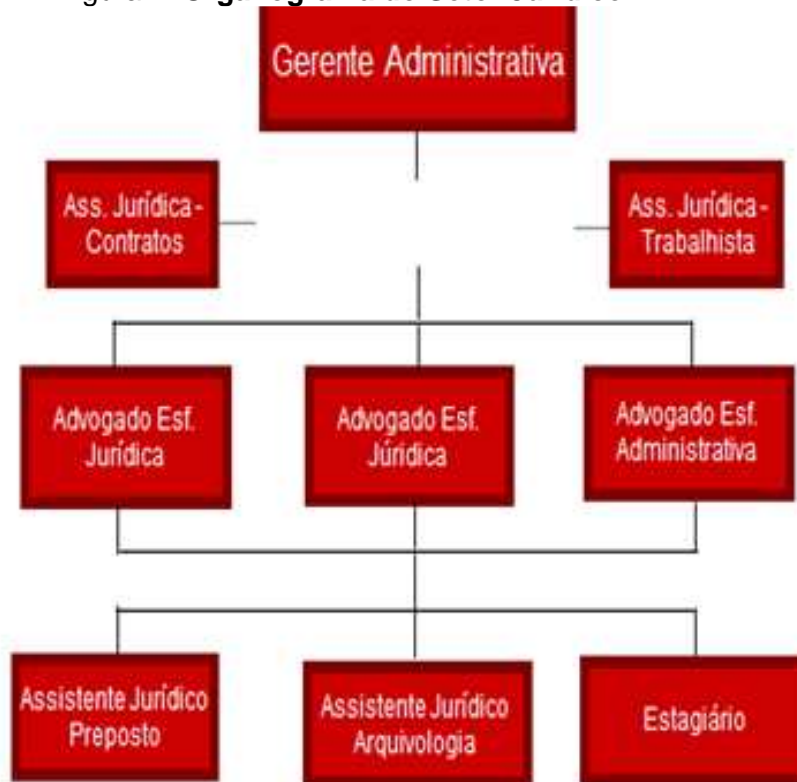 Gerente Administrativa
Ass. Jurídica -
Contratos
Ass. Jurídica -
Trabalhista
Advogado Esf.
Jurídica
Advogado Esf.
Júridica
Advogado Esf.
Administrativa
Assistente Jurídico
Preposto
Assistente Jurídico
Arquivologia
Estagiário